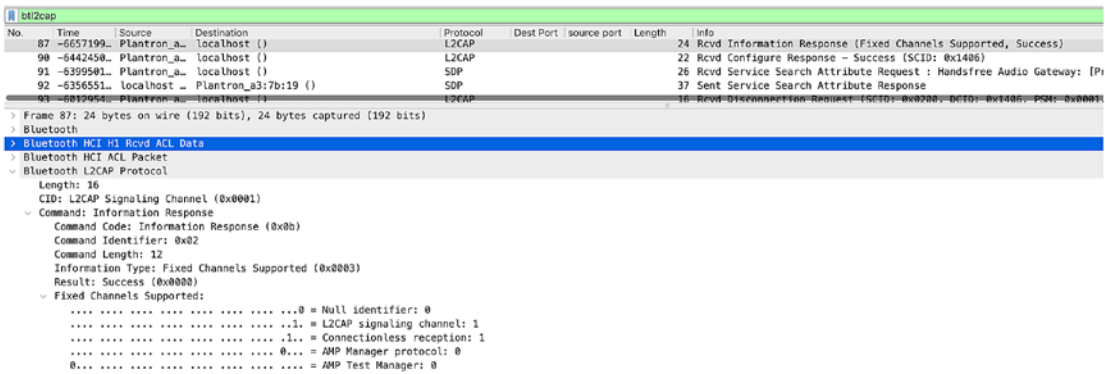 btl2cap
No. Time Source Destination Protocol Dest Port source port Length Info
87 -6657199… Plantron_a… localhost () L2CAP 24 Rcvd Information Response (Fixed Channels Supported, Success)
90 -6442450… Plantron_a… localhost () L2CAP 22 Rcvd Configure Response – Success (SCID: 0x1406)
91 -6399501… Plantron_a… localhost () SDP 26 Rcvd Service Search Attribute Request : Handsfree Audio Gateway: [Pr
92 -6356551… localhost … Plantron_a3:7b:19 () SDP 37 Sent Service Search Attribute Response
93 -6012954… Plantron_a… localhost () L2CAP 16 Rcvd Disconnection Request (SCID: 0x0200, DCID: 0x1406, PSM: 0x0001,
Frame 87: 24 bytes on wire (192 bits), 24 bytes captured (192 bits)
Bluetooth
Bluetooth HCI H1 Rcvd ACL Data
Bluetooth HCI ACL Packet
Bluetooth L2CAP Protocol
Length: 16
CID: L2CAP Signaling Channel (0x0001)
Command: Information Response
Command Code: Information Response (0x0b)
Command Identifier: 0x02
Command Length: 12
Information Type: Fixed Channels Supported (0x0003)
Result: Success (0x0000)
Fixed Channels Supported:
.... .... .... .... .... .... .... ...0 = Null identifier: 0
.... .... .... .... .... .... .... ..1. = L2CAP signaling channel: 1
.... .... .... .... .... .... .... .1.. = Connectionless reception: 1
.... .... .... .... .... .... .... 0... = AMP Manager protocol: 0
0... .... .... .... .... .... .... .... = AMP Test Manager: 0